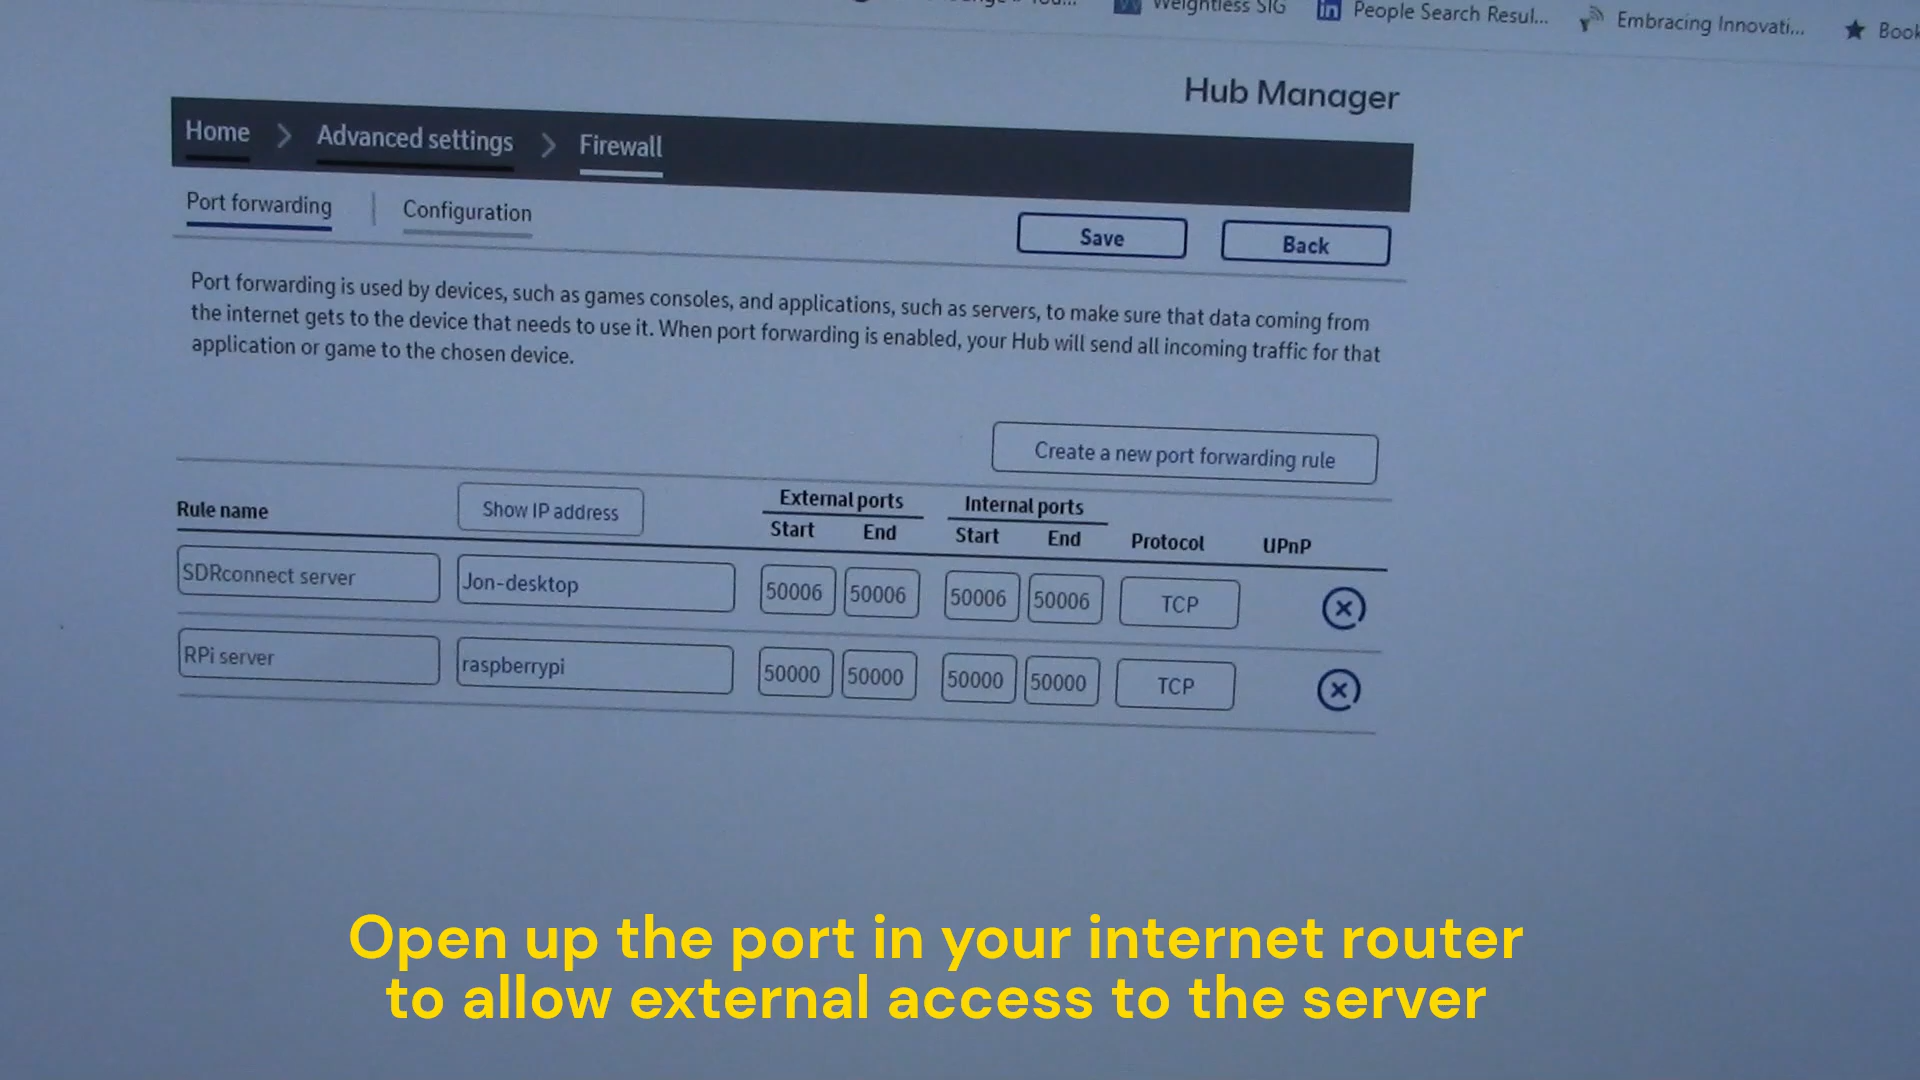 Weightless SIG People Search Resul... Embracing Innovati...
Hub Manager
Home > Advanced settings > Firewall
Port forwarding | Configuration
Save Back
Port forwarding is used by devices, such as games consoles, and applications, such as servers, to make sure that data coming from
the internet gets to the device that needs to use it. When port forwarding is enabled, your Hub will send all incoming traffic for that
application or game to the chosen device.
Create a new port forwarding rule
Rule name Show IP address External ports Internal ports Protocol UPnP
Start End Start End
SDRconnect server Jon-desktop 50006 50006 50006 50006 TCP
RPi server raspberrypi 50000 50000 50000 50000 TCP
Open up the port in your internet router
to allow external access to the server